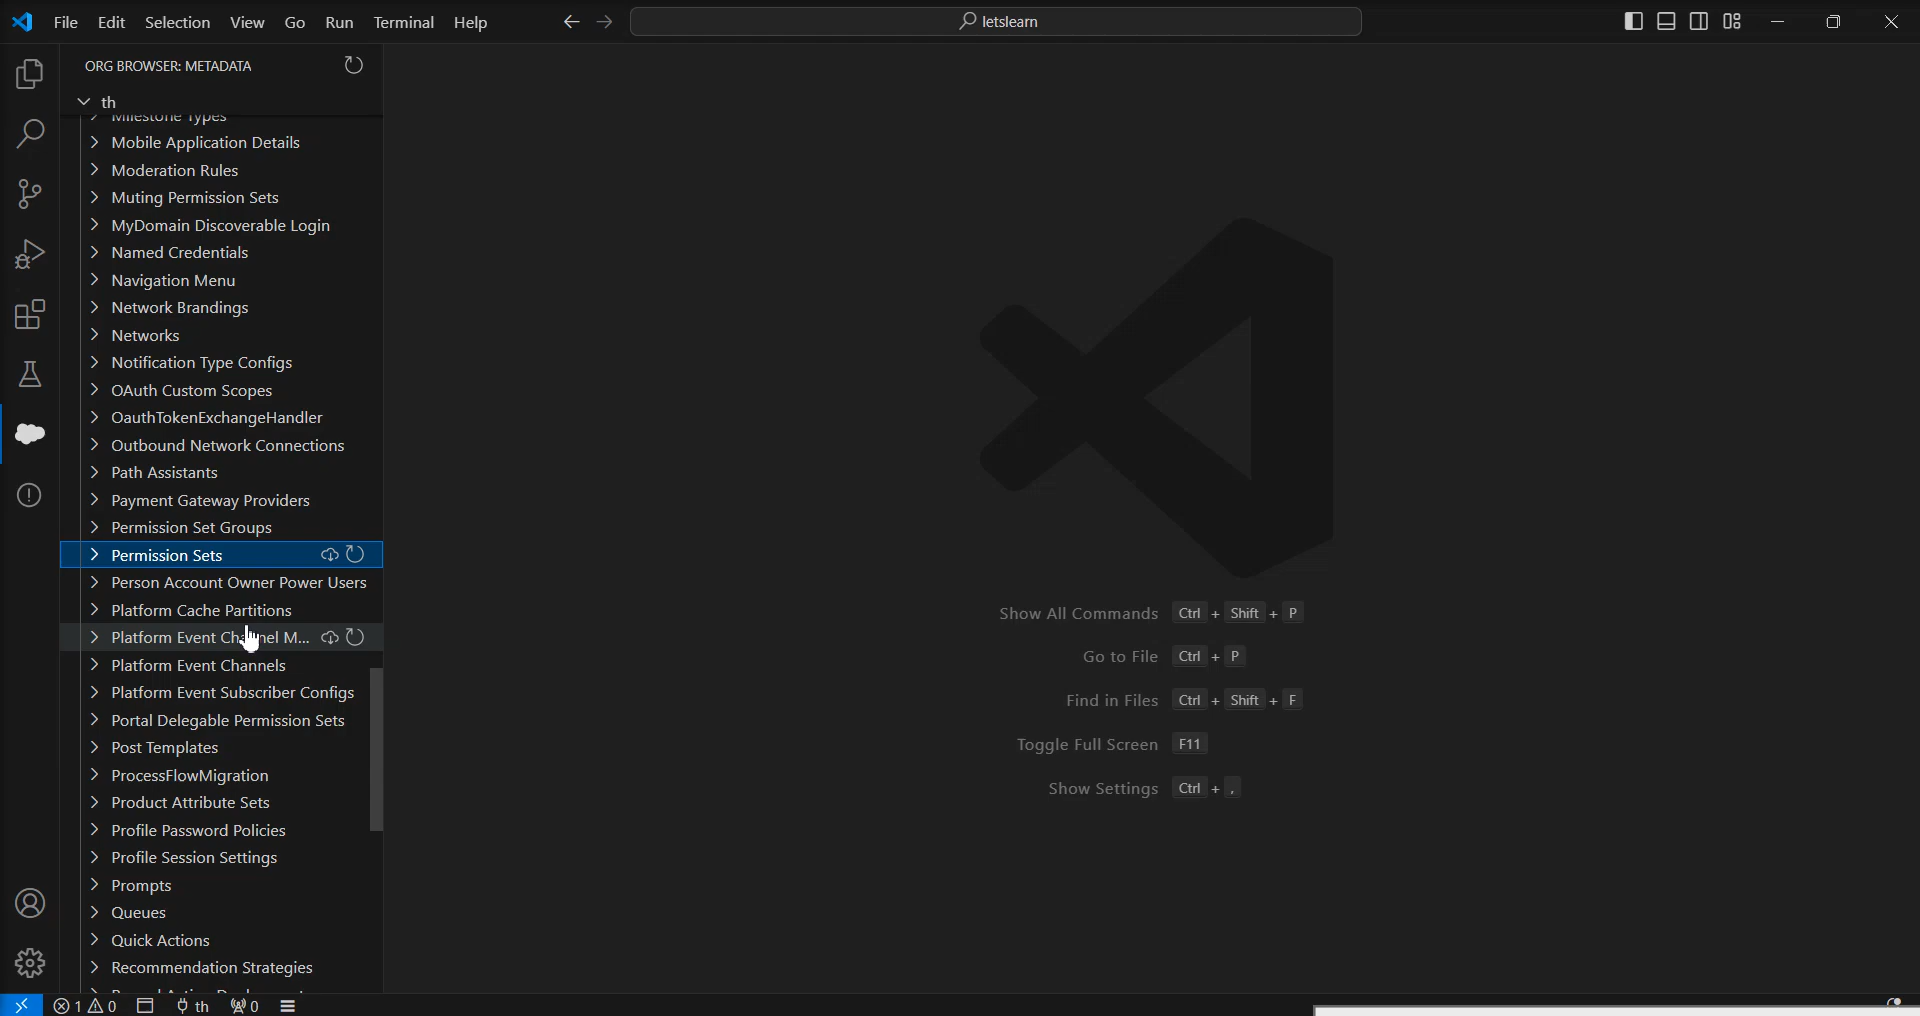 File Edit Selection View Go Run Terminal Help
letslearn
ORG BROWSER: METADATA
th
Milestone Types
Mobile Application Details
Moderation Rules
Muting Permission Sets
MyDomain Discoverable Login
Named Credentials
Navigation Menu
Network Brandings
Networks
Notification Type Configs
OAuth Custom Scopes
OauthTokenExchangeHandler
Outbound Network Connections
Path Assistants
Payment Gateway Providers
Permission Set Groups
Permission Sets
Person Account Owner Power Users
Platform Cache Partitions
Platform Event Channel M...
Platform Event Channels
Platform Event Subscriber Configs
Portal Delegable Permission Sets
Post Templates
ProcessFlowMigration
Product Attribute Sets
Profile Password Policies
Profile Session Settings
Prompts
Queues
Quick Actions
Recommendation Strategies
Show All Commands Ctrl + Shift + P
Go to File Ctrl + P
Find in Files Ctrl + Shift + F
Toggle Full Screen F11
Show Settings Ctrl + ,
1 0 th 0